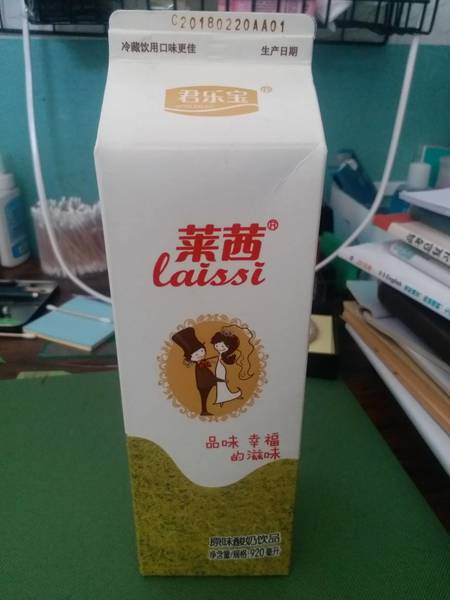 C20180220AA01
冷藏饮用口味更佳 生产日期
君乐宝®
莱茜®
laissi
品味 幸福
的滋味
原味酸奶饮品
净含量/规格:920毫升